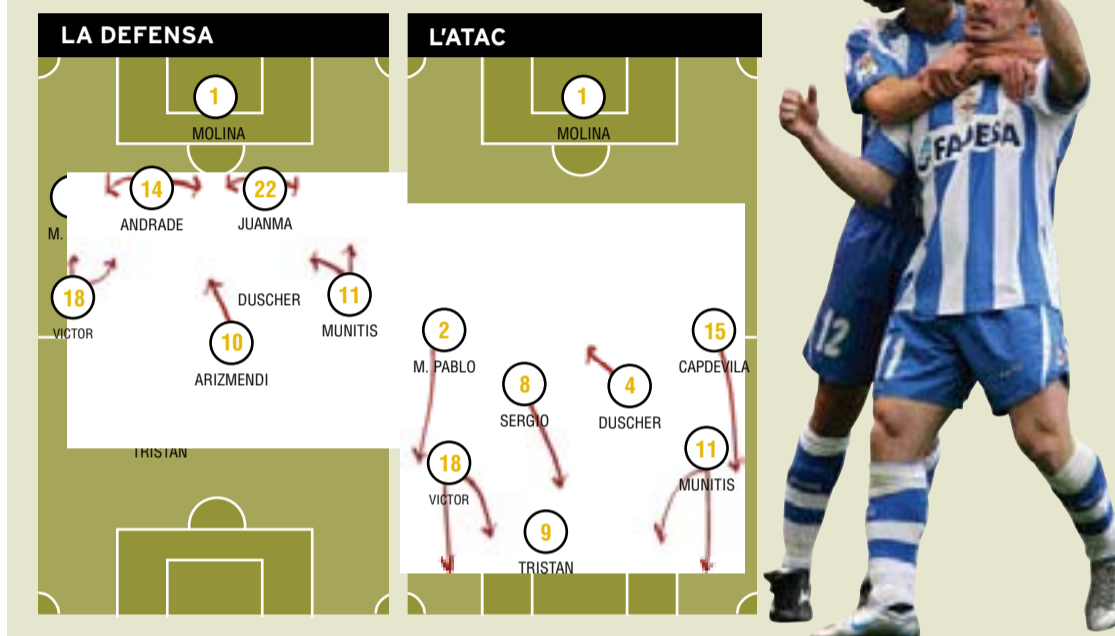 LA DEFENSA
1
MOLINA
14
22
ANDRADE
JUANMA
M.
18
VICTOR
DUSCHER
11
MUNITIS
10
ARIZMENDI
TRISTAN
L'ATAC
1
MOLINA
2
M. PABLO
15
CAPDEVILA
8
SERGIO
4
DUSCHER
18
VICTOR
11
MUNITIS
9
TRISTAN
12
FADESA